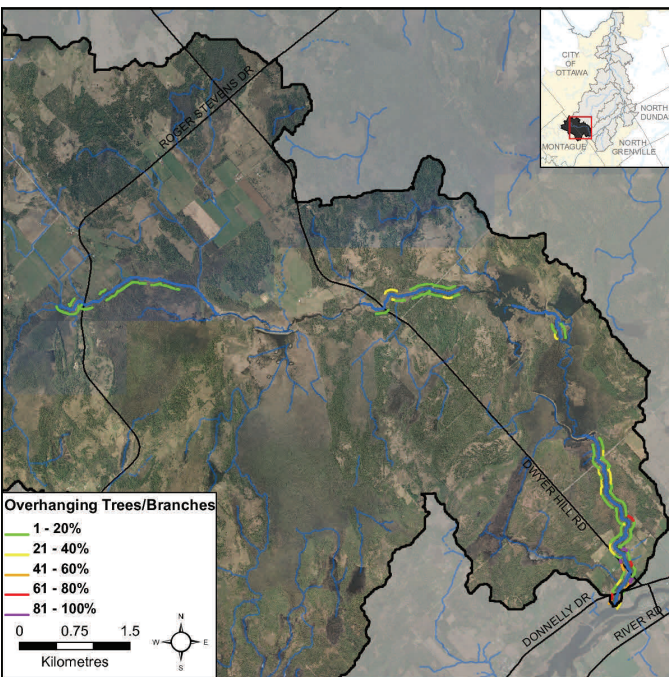 ROGER STEVENS DR
CITY
OF
OTTAWA
NORTH
DUNDA
MONTAGUE
NORTH
GRENVILLE
DWYER HILL RD
DONNELLY DR
RIVER RD
Overhanging Trees/Branches
1 - 20%
21 - 40%
41 - 60%
61 - 80%
81 - 100%
0 0.75 1.5
Kilometres
N
W E
S